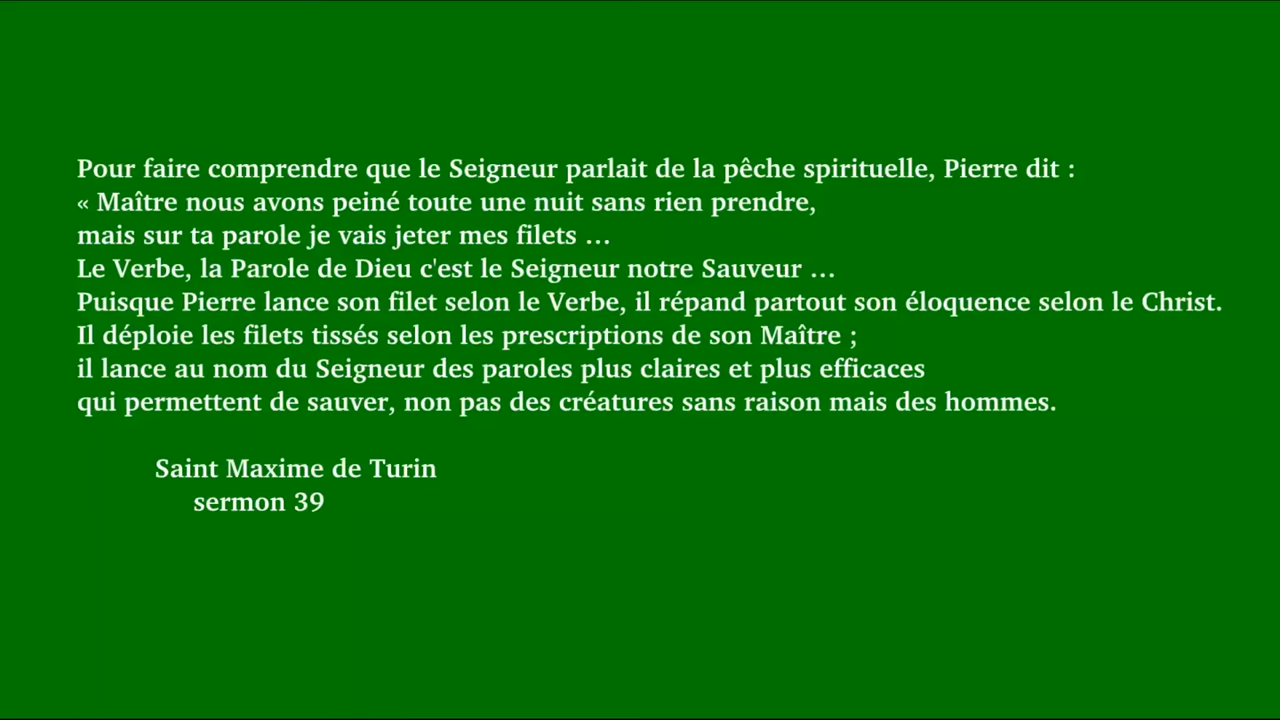 Pour faire comprendre que le Seigneur parlait de la pêche spirituelle, Pierre dit :
« Maître nous avons peiné toute une nuit sans rien prendre,
mais sur ta parole je vais jeter mes filets …
Le Verbe, la Parole de Dieu c'est le Seigneur notre Sauveur …
Puisque Pierre lance son filet selon le Verbe, il répand partout son éloquence selon le Christ.
Il déploie les filets tissés selon les prescriptions de son Maître ;
il lance au nom du Seigneur des paroles plus claires et plus efficaces
qui permettent de sauver, non pas des créatures sans raison mais des hommes.
Saint Maxime de Turin
sermon 39